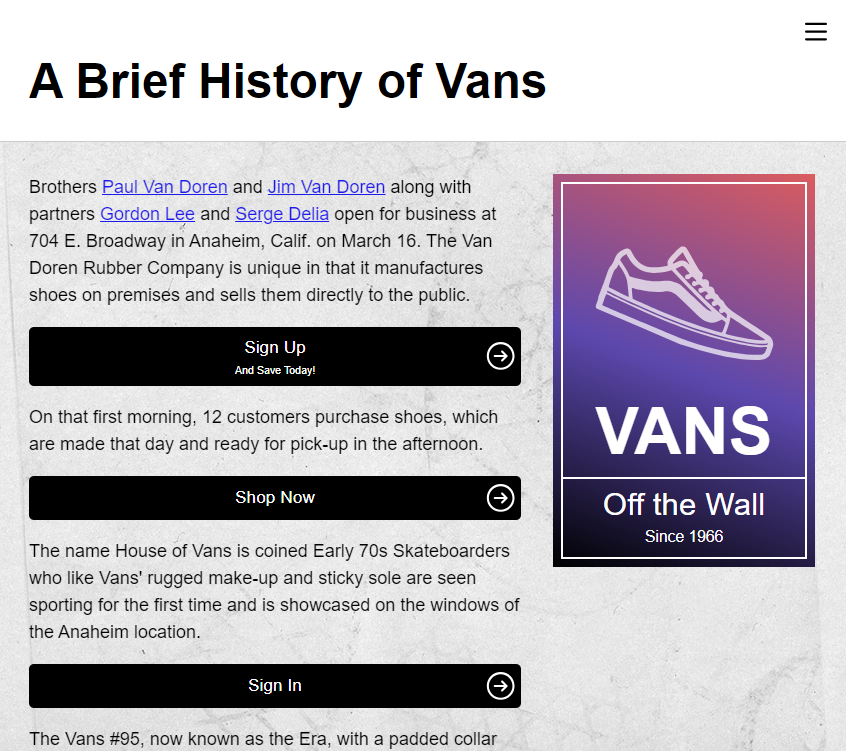 A Brief History of Vans
Brothers Paul Van Doren and Jim Van Doren along with
partners Gordon Lee and Serge Delia open for business at
704 E. Broadway in Anaheim, Calif. on March 16. The Van
Doren Rubber Company is unique in that it manufactures
shoes on premises and sells them directly to the public.
Sign Up
And Save Today!
On that first morning, 12 customers purchase shoes, which
are made that day and ready for pick-up in the afternoon.
Shop Now
The name House of Vans is coined Early 70s Skateboarders
who like Vans' rugged make-up and sticky sole are seen
sporting for the first time and is showcased on the windows of
the Anaheim location.
Sign In
The Vans #95, now known as the Era, with a padded collar
VANS
Off the Wall
Since 1966